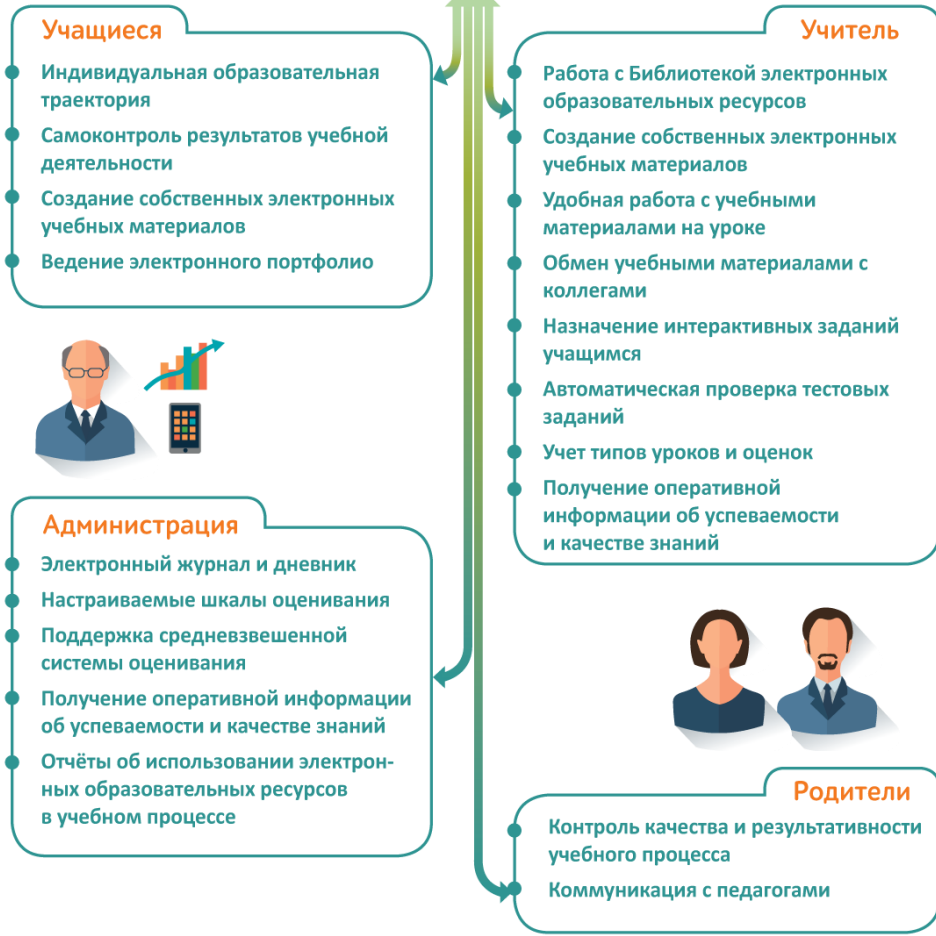 Учащиеся
Индивидуальная образовательная
траектория
Самоконтроль результатов учебной
деятельности
Создание собственных электронных
учебных материалов
Ведение электронного портфолио
Учитель
Работа с Библиотекой электронных
образовательных ресурсов
Создание собственных электронных
учебных материалов
Удобная работа с учебными
материалами на уроке
Обмен учебными материалами с
коллегами
Назначение интерактивных заданий
учащимся
Автоматическая проверка тестовых
заданий
Учет типов уроков и оценок
Получение оперативной
информации об успеваемости
и качестве знаний
Администрация
Электронный журнал и дневник
Настраиваемые шкалы оценивания
Поддержка средневзвешенной
системы оценивания
Получение оперативной информации
об успеваемости и качестве знаний
Отчёты об использовании электрон-
ных образовательных ресурсов
в учебном процессе
Родители
Контроль качества и результативности
учебного процесса
Коммуникация с педагогами